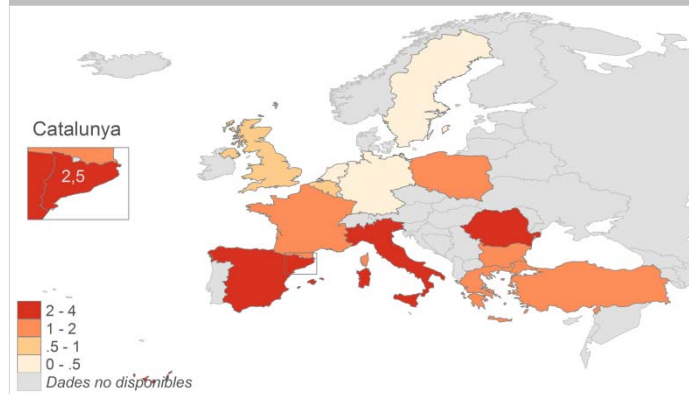 Catalunya
2,5
2 - 4
1 - 2
.5 - 1
0 - .5
Dades no disponibles